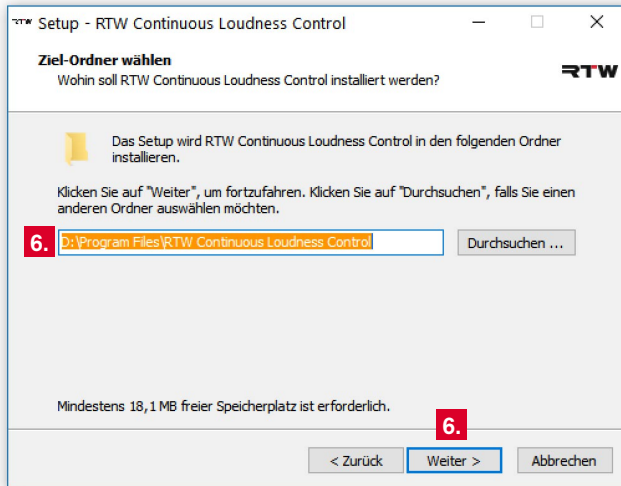 RTW Setup - RTW Continuous Loudness Control
Ziel-Ordner wählen
Wohin soll RTW Continuous Loudness Control installiert werden?
RTW
Das Setup wird RTW Continuous Loudness Control in den folgenden Ordner
installieren.
Klicken Sie auf "Weiter", um fortzufahren. Klicken Sie auf "Durchsuchen", falls Sie einen
anderen Ordner auswählen möchten.
6. D:\Program Files\RTW Continuous Loudness Control Durchsuchen ...
Mindestens 18,1 MB freier Speicherplatz ist erforderlich.
6.
< Zurück Weiter > Abbrechen